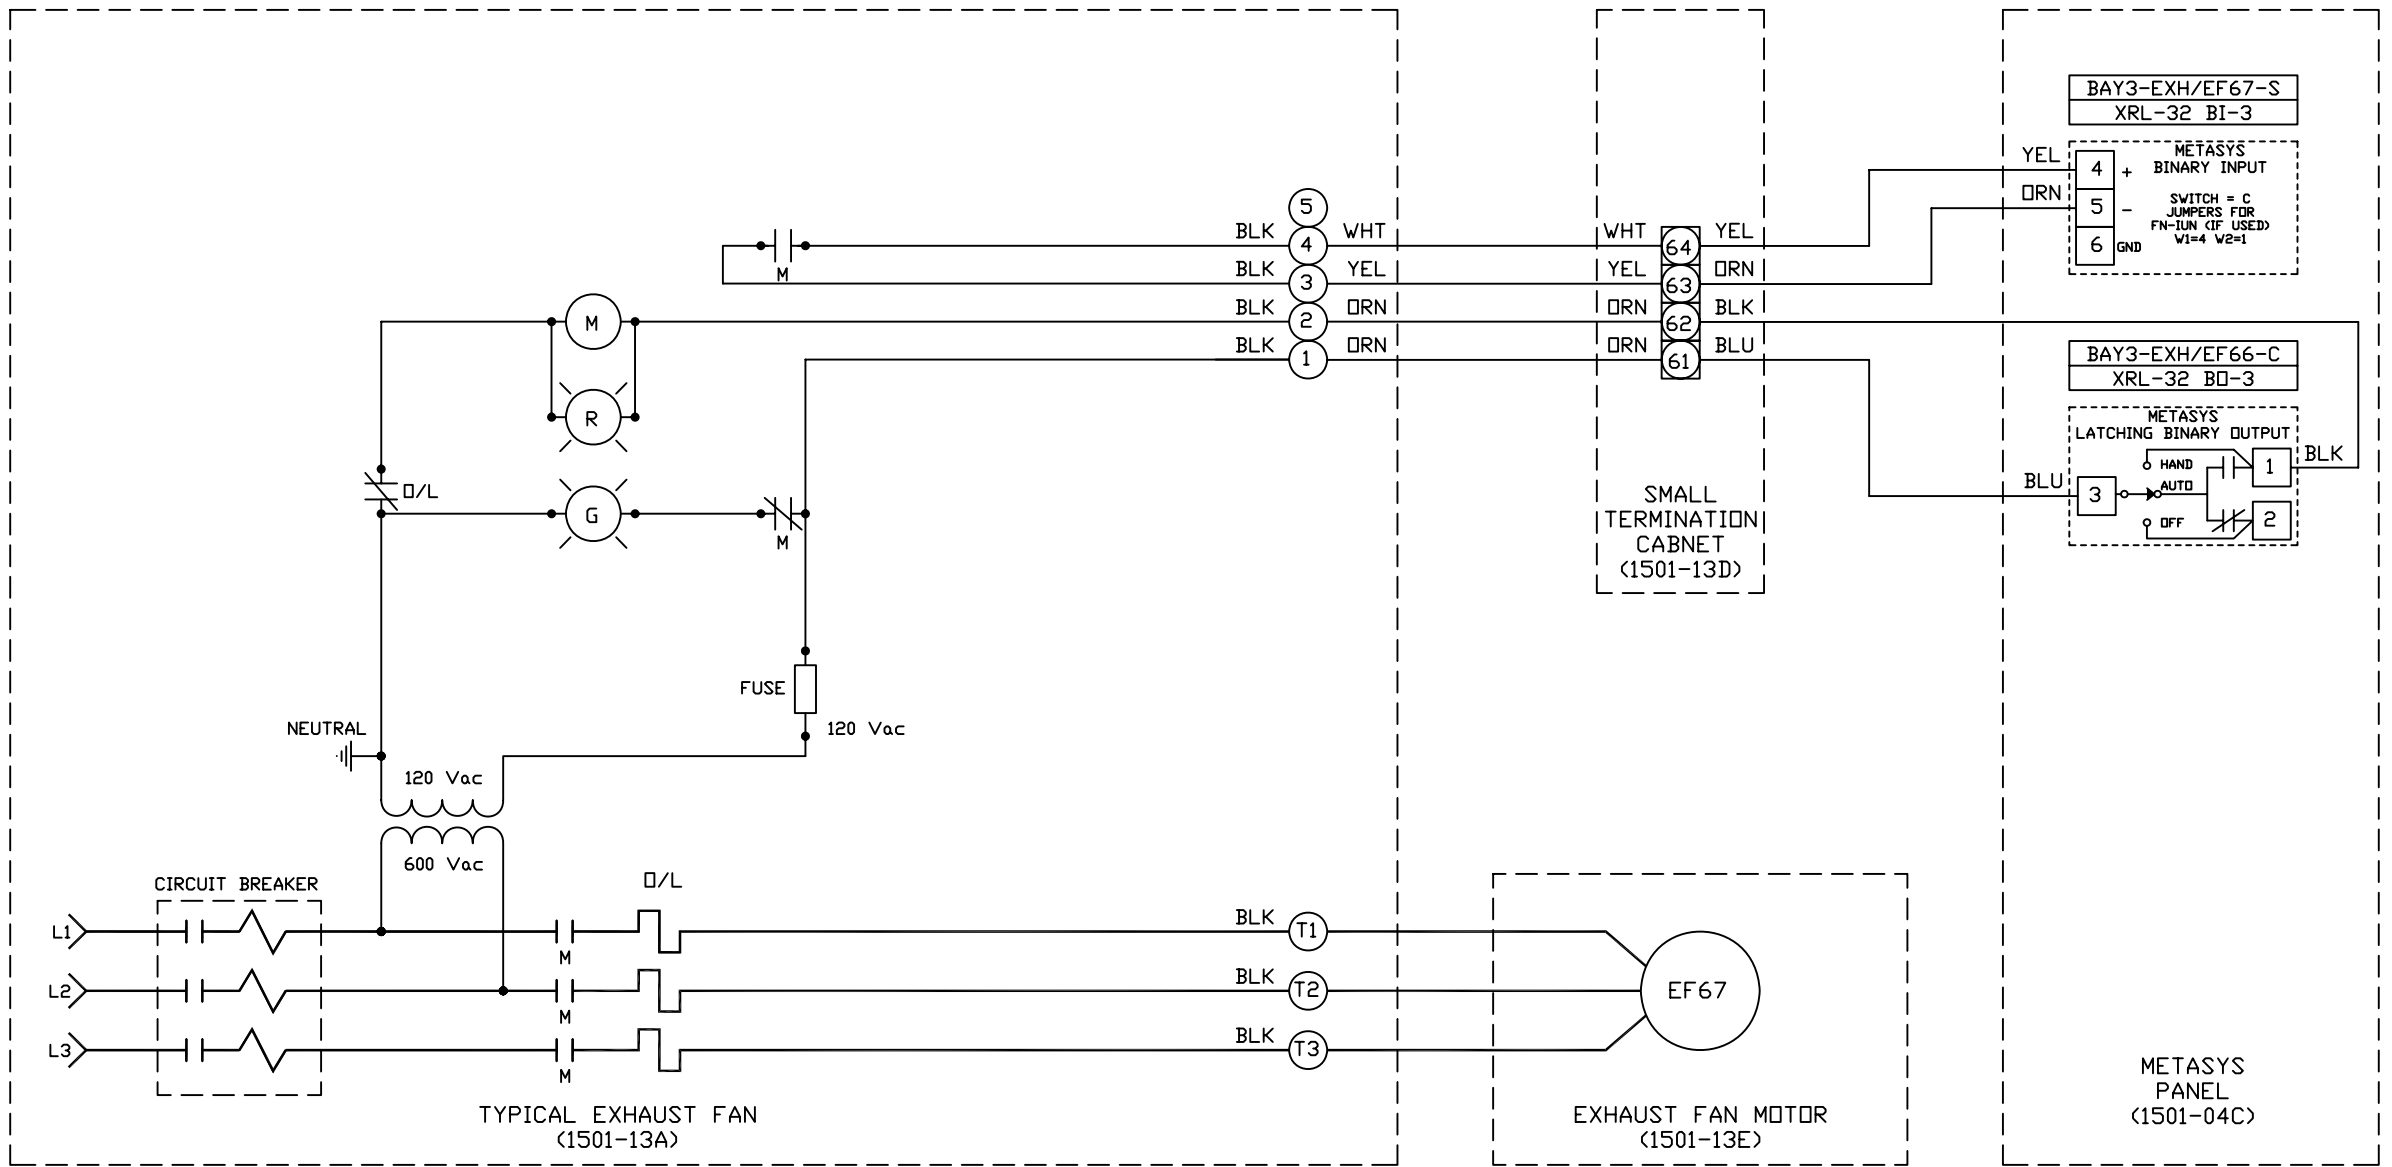 BAY3-EXH/EF67-S
XRL-32 BI-3
METASYS
BINARY INPUT
SWITCH = C
JUMPERS FOR
FN-IUN (IF USED)
W1=4 W2=1
YEL
4 +
ORN
5 -
6 GND
5
BLK 4 WHT
WHT 64 YEL
M
BLK 3 YEL
YEL 63 ORN
M
BLK 2 ORN
ORN 62 BLK
BLK 1 ORN
ORN 61 BLU
R
O/L
G
M
BAY3-EXH/EF66-C
XRL-32 BO-3
METASYS
LATCHING BINARY OUTPUT
HAND
1 BLK
BLU 3
AUTO
OFF
2
SMALL
TERMINATION
CABNET
(1501-13D)
FUSE
120 Vac
NEUTRAL
120 Vac
600 Vac
CIRCUIT BREAKER
O/L
L1
M
BLK T1
L2
M
BLK T2
EF67
L3
M
BLK T3
TYPICAL EXHAUST FAN
(1501-13A)
EXHAUST FAN MOTOR
(1501-13E)
METASYS
PANEL
(1501-04C)